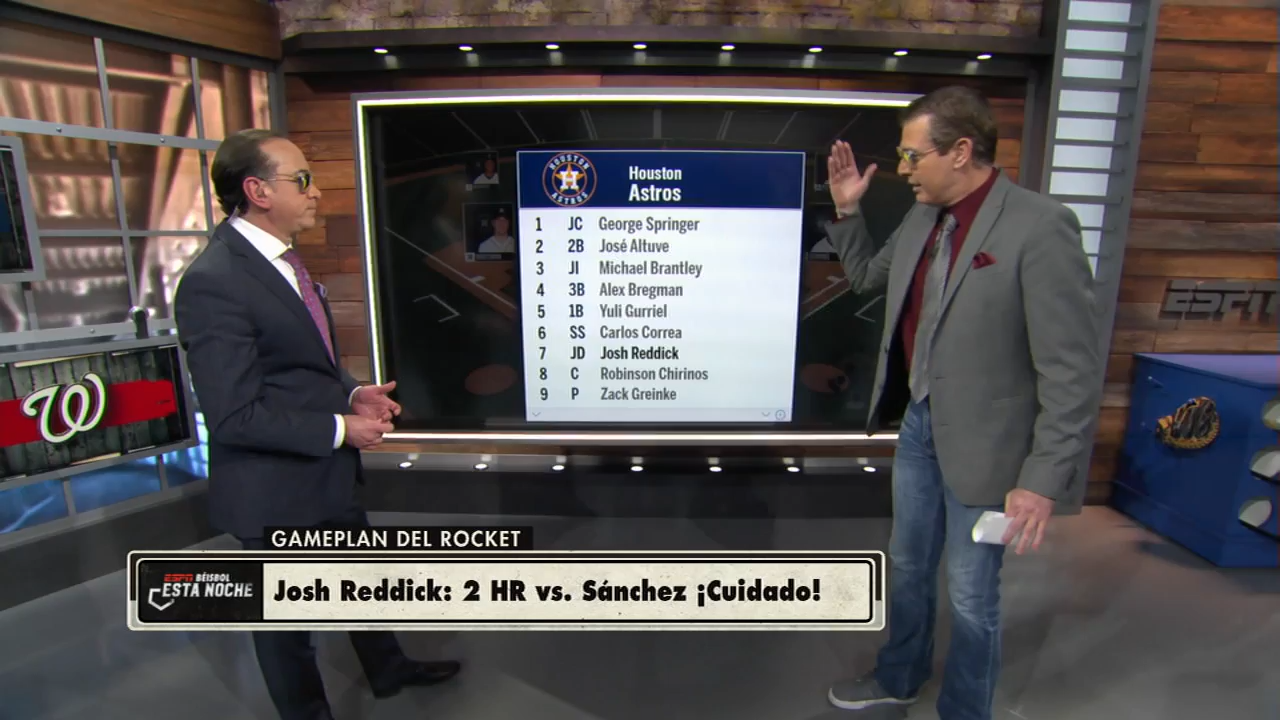 HOUSTON
H
ASTROS
Houston
Astros
1 JC George Springer
2 2B José Altuve
3 JI Michael Brantley
4 3B Alex Bregman
5 1B Yuli Gurriel
6 SS Carlos Correa
7 JD Josh Reddick
8 C Robinson Chirinos
9 P Zack Greinke
W
ESPN
GAMEPLAN DEL ROCKET
ESPN BÉISBOL
ESTA NOCHE
Josh Reddick: 2 HR vs. Sánchez ¡Cuidado!